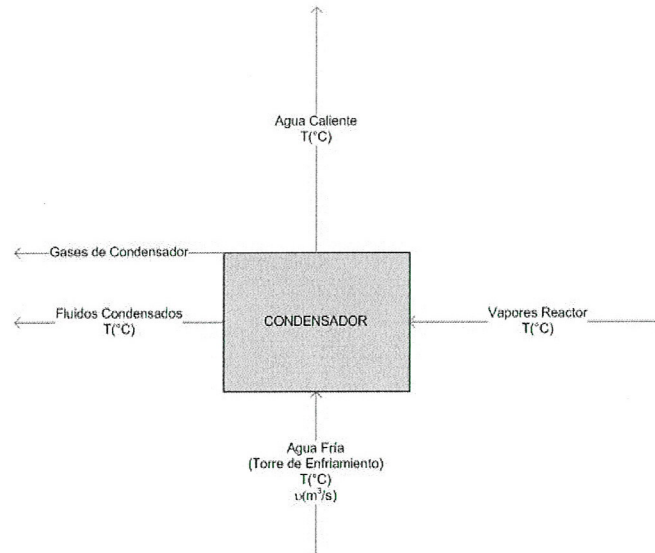 Agua Caliente
T(°C)
Gases de Condensador
Fluidos Condensados
T(°C)
CONDENSADOR
Vapores Reactor
T(°C)
Agua Fría
(Torre de Enfriamiento)
T(°C)
υ(m³/s)